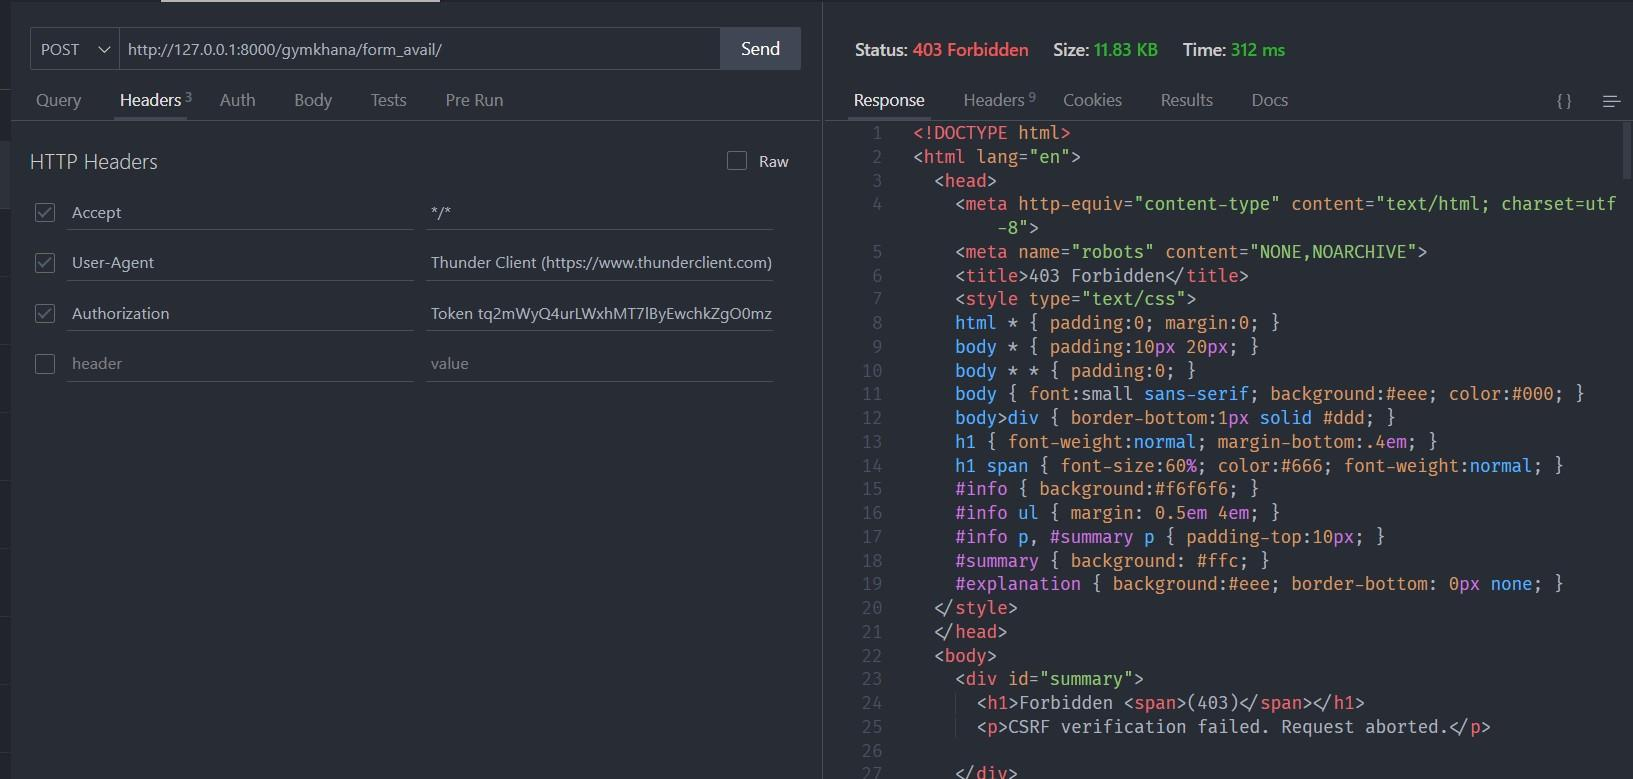 POST http://127.0.0.1:8000/gymkhana/form_avail/ Send
Query Headers 3 Auth Body Tests Pre Run
HTTP Headers Raw
Accept */*
User-Agent Thunder Client (https://www.thunderclient.com)
Authorization Token tq2mWyQ4urLWxhMT7lByEwchkZgO0mz
header value
Status: 403 Forbidden Size: 11.83 KB Time: 312 ms
Response Headers 9 Cookies Results Docs { }
1 <!DOCTYPE html>
2 <html lang="en">
3 <head>
4 <meta http-equiv="content-type" content="text/html; charset=utf
-8">
5 <meta name="robots" content="NONE,NOARCHIVE">
6 <title>403 Forbidden</title>
7 <style type="text/css">
8 html * { padding:0; margin:0; }
9 body * { padding:10px 20px; }
10 body * * { padding:0; }
11 body { font:small sans-serif; background:#eee; color:#000; }
12 body>div { border-bottom:1px solid #ddd; }
13 h1 { font-weight:normal; margin-bottom:.4em; }
14 h1 span { font-size:60%; color:#666; font-weight:normal; }
15 #info { background:#f6f6f6; }
16 #info ul { margin: 0.5em 4em; }
17 #info p, #summary p { padding-top:10px; }
18 #summary { background: #ffc; }
19 #explanation { background:#eee; border-bottom: 0px none; }
20 </style>
21 </head>
22 <body>
23 <div id="summary">
24 <h1>Forbidden <span>(403)</span></h1>
25 <p>CSRF verification failed. Request aborted.</p>
26
27 </div>